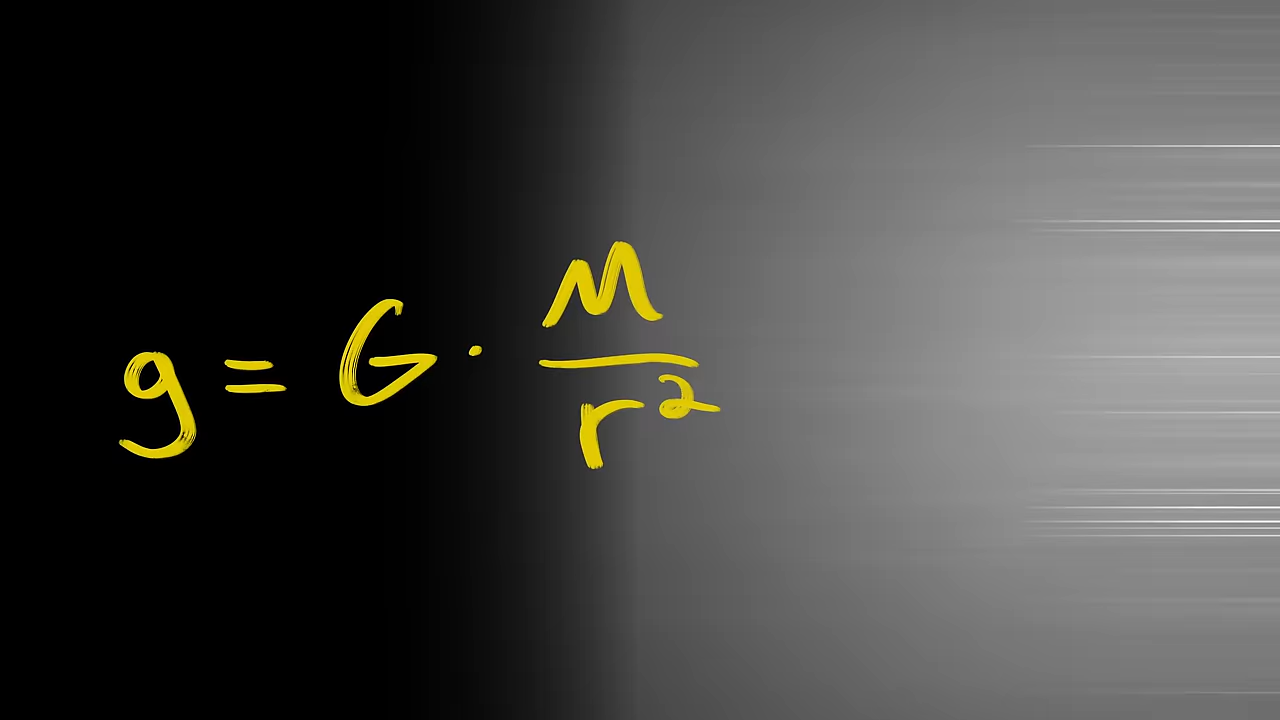 g = G · M/r²